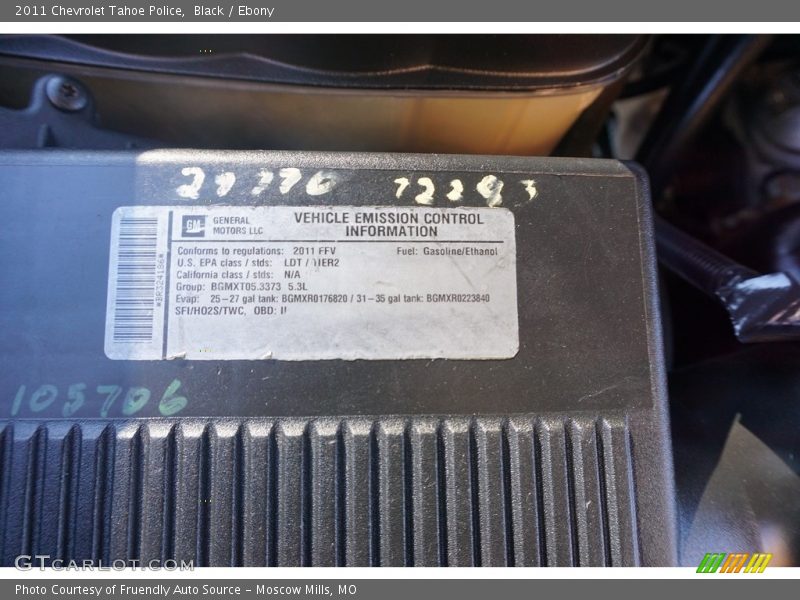 2011 Chevrolet Tahoe Police, Black / Ebony
GM GENERAL MOTORS LLC
VEHICLE EMISSION CONTROL
INFORMATION
Conforms to regulations: 2011 FFV Fuel: Gasoline/Ethanol
U.S. EPA class / stds: LDT / TIER2
California class / stds: N/A
Group: BGMXT05.3373 5.3L
Evap: 25-27 gal tank: BGMXR0176820 / 31-35 gal tank: BGMXR0223840
SFI/HO2S/TWC, OBD: II
105706
GTCarLot.com
Photo Courtesy of Fruendly Auto Source - Moscow Mills, MO